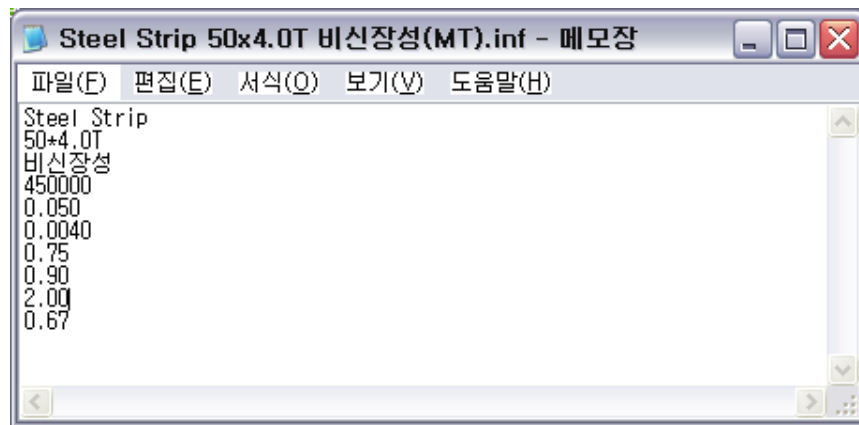 Steel Strip 50x4.0T 비신장성(MT).inf - 메모장
파일(F) 편집(E) 서식(O) 보기(V) 도움말(H)
Steel Strip
50*4.0T
비신장성
450000
0.050
0.0040
0.75
0.90
2.00
0.67